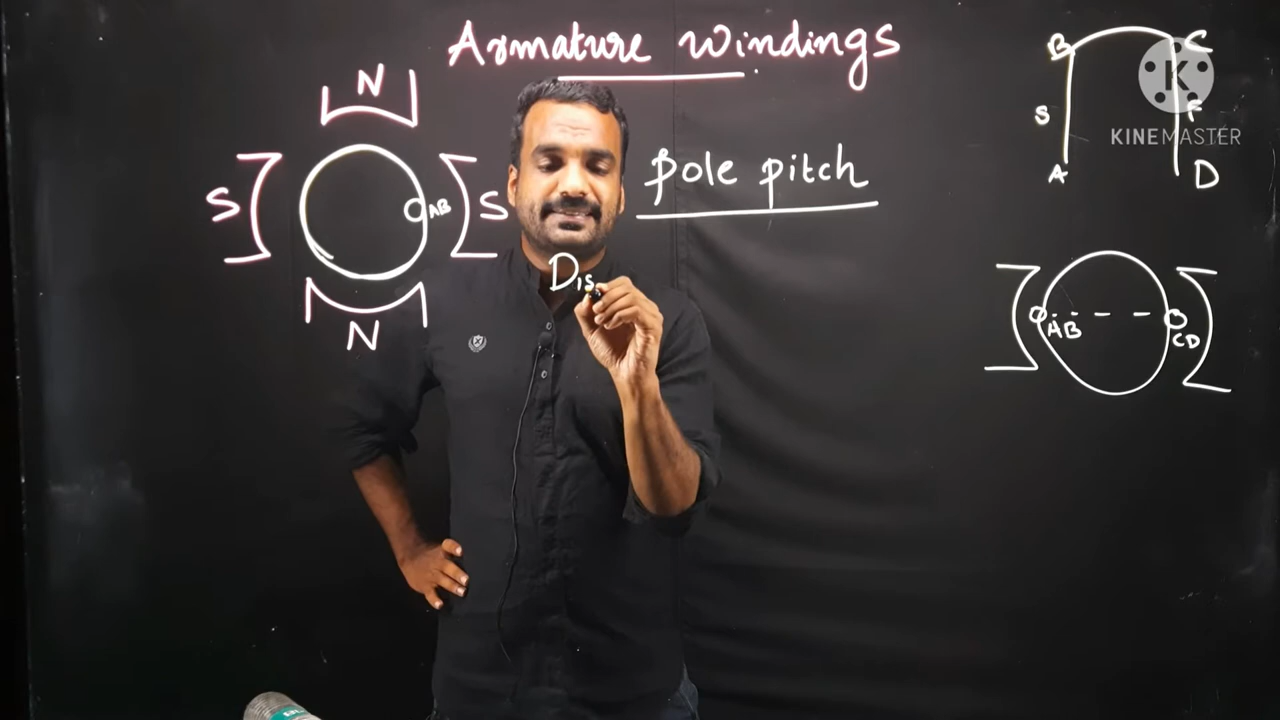 Armature windings
N
S
AB
S
N
Pole pitch
Dis
B
C
S
F
A
D
KINEMASTER
AB
CD